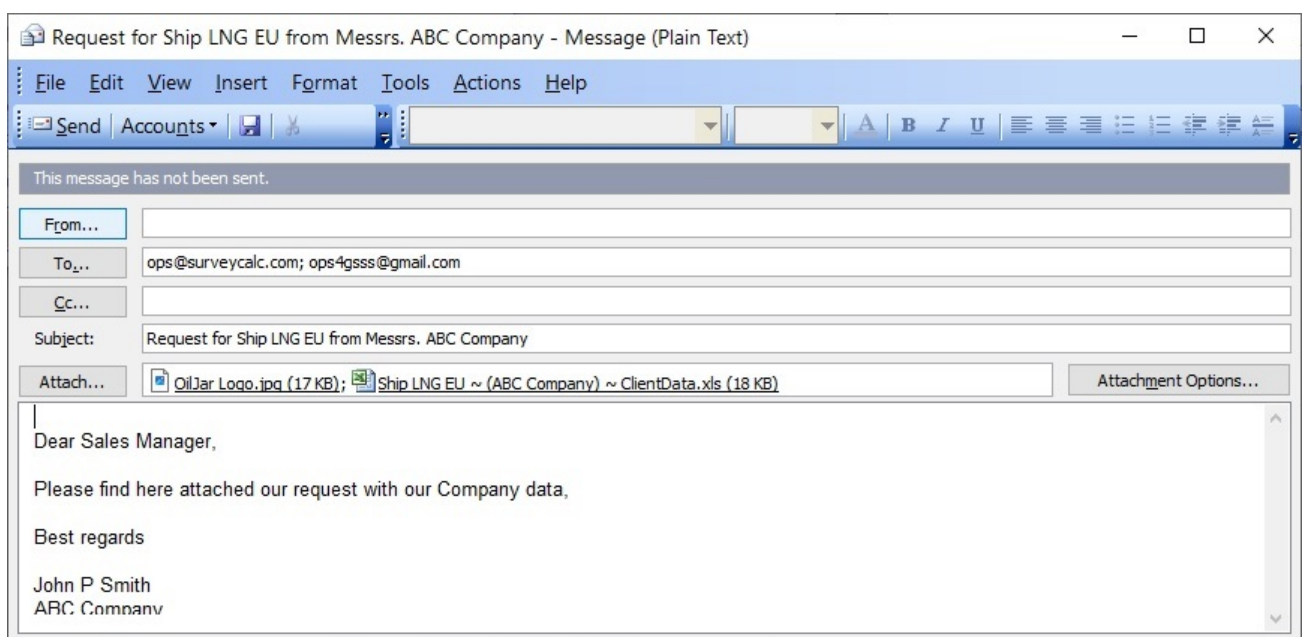 Request for Ship LNG EU from Messrs. ABC Company - Message (Plain Text)
File Edit View Insert Format Tools Actions Help
Send Accounts A B I U
This message has not been sent.
From...
To... ops@surveycalc.com; ops4gsss@gmail.com
Cc...
Subject: Request for Ship LNG EU from Messrs. ABC Company
Attach... OilJar Logo.jpg (17 KB); Ship LNG EU ~ (ABC Company) ~ ClientData.xls (18 KB) Attachment Options...
Dear Sales Manager,
Please find here attached our request with our Company data,
Best regards
John P Smith
ABC Company